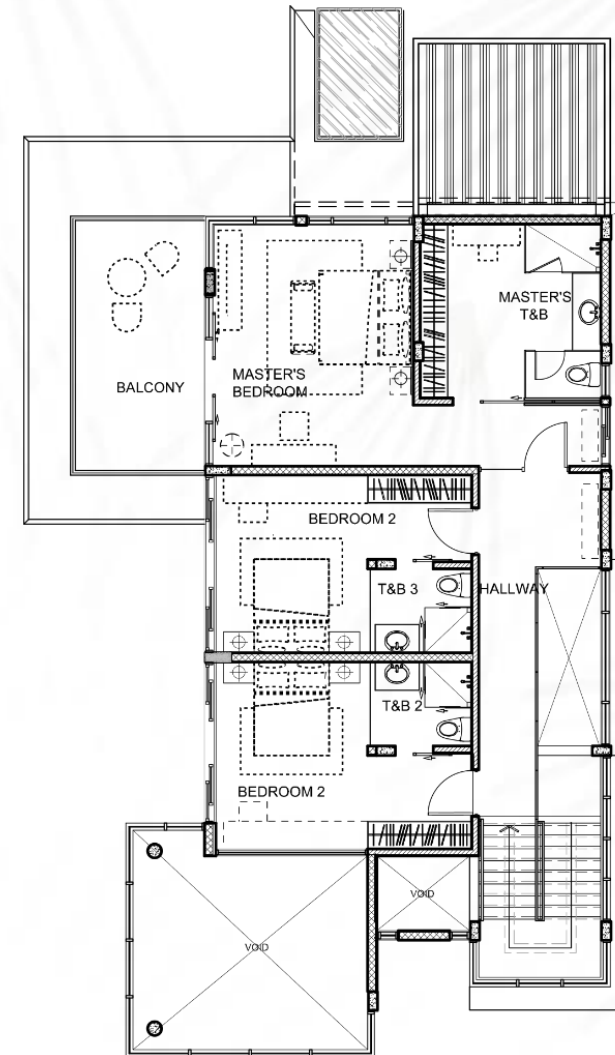 MASTER'S
T&B
BALCONY
MASTER'S
BEDROOM
BEDROOM 2
T&B 3
HALLWAY
T&B 2
BEDROOM 2
VOID
VOID